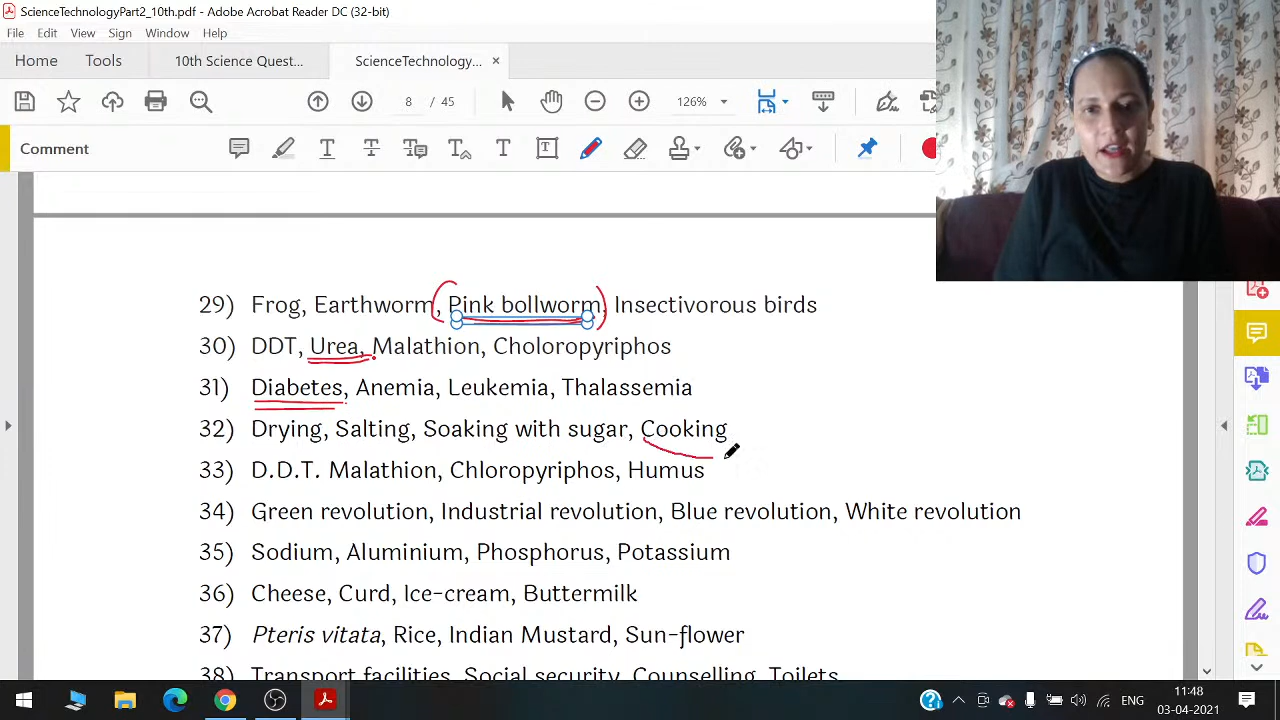 ScienceTechnologyPart2_10th.pdf - Adobe Acrobat Reader DC (32-bit)
File Edit View Sign Window Help
Home Tools 10th Science Quest... ScienceTechnology... ×
8 / 45 126%
Comment
29) Frog, Earthworm, Pink bollworm, Insectivorous birds
30) DDT, Urea, Malathion, Choloropyriphos
31) Diabetes, Anemia, Leukemia, Thalassemia
32) Drying, Salting, Soaking with sugar, Cooking
33) D.D.T. Malathion, Chloropyriphos, Humus
34) Green revolution, Industrial revolution, Blue revolution, White revolution
35) Sodium, Aluminium, Phosphorus, Potassium
36) Cheese, Curd, Ice-cream, Buttermilk
37) Pteris vitata, Rice, Indian Mustard, Sun-flower
38) Transport facilities, Social security, Counselling, Toilets
ENG 11:48
03-04-2021